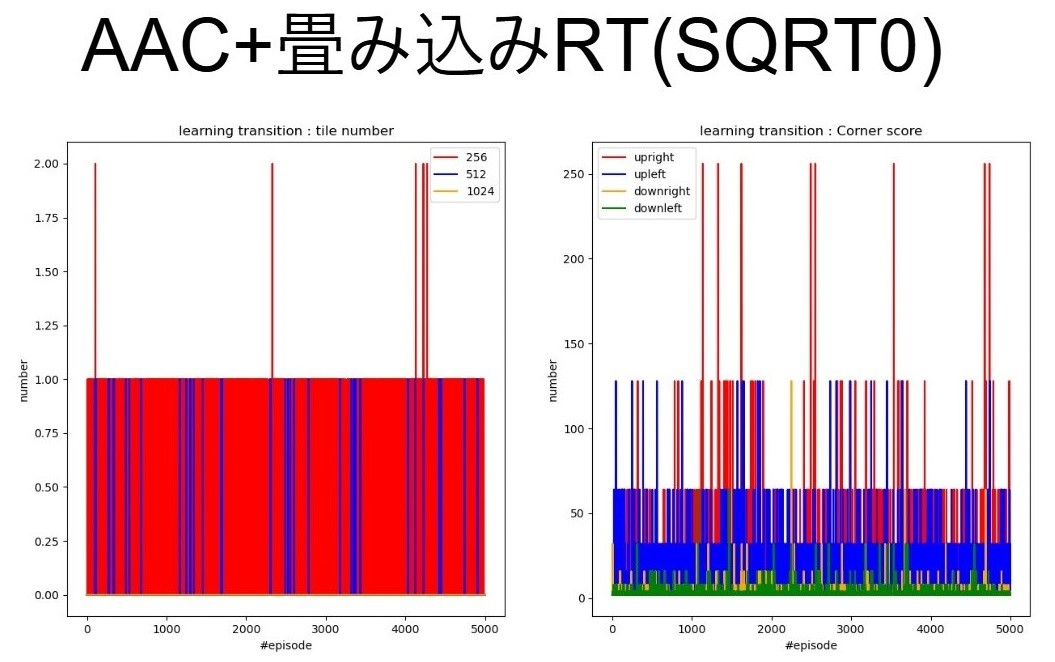 AAC+畳み込みRT(SQRT0)
learning transition : tile number
2.00
1.75
1.50
1.25
1.00
0.75
0.50
0.25
0.00
number
0
1000
2000
3000
4000
5000
#episode
256
512
1024
learning transition : Corner score
250
200
150
100
50
0
number
0
1000
2000
3000
4000
5000
#episode
upright
upleft
downright
downleft